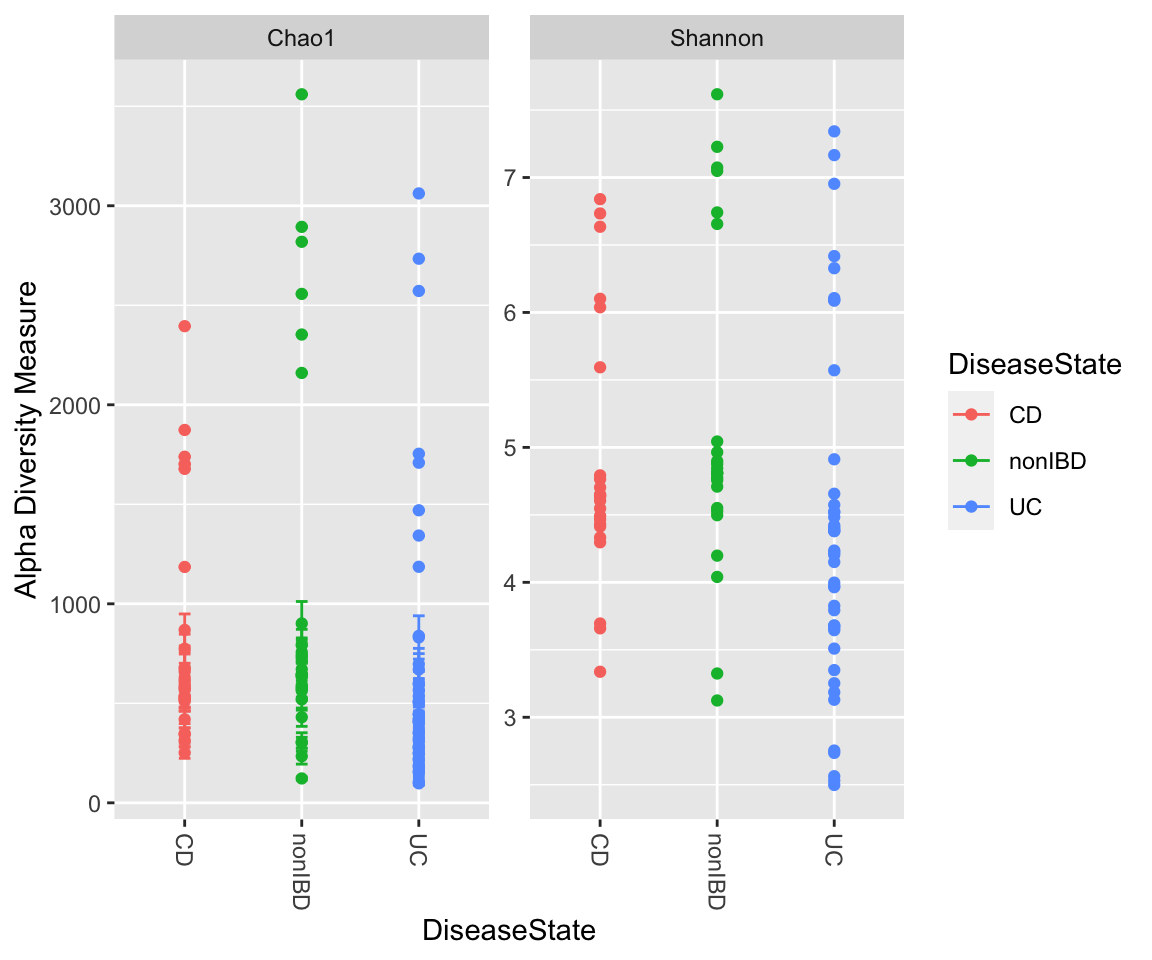 Chao1
Shannon
Alpha Diversity Measure
3000
2000
1000
0
7
6
5
4
3
CD
nonIBD
UC
CD
nonIBD
UC
DiseaseState
DiseaseState
CD
nonIBD
UC